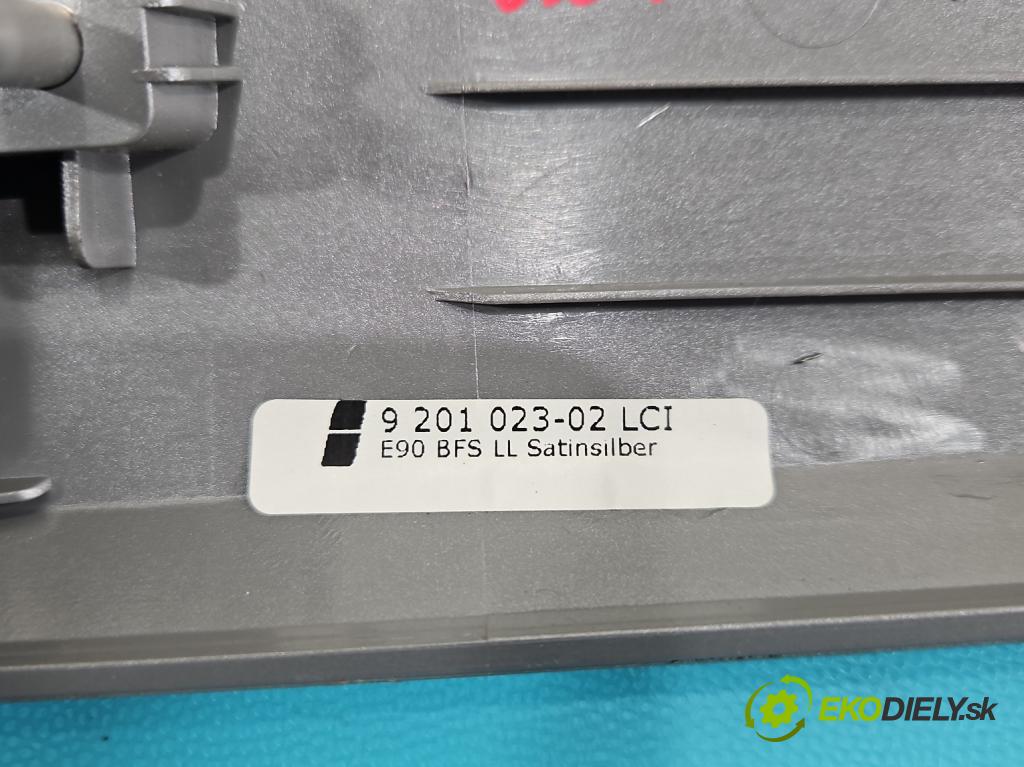 9 201 023-02 LCI
E90 BFS LL Satinsilber
EKODIELY.sk